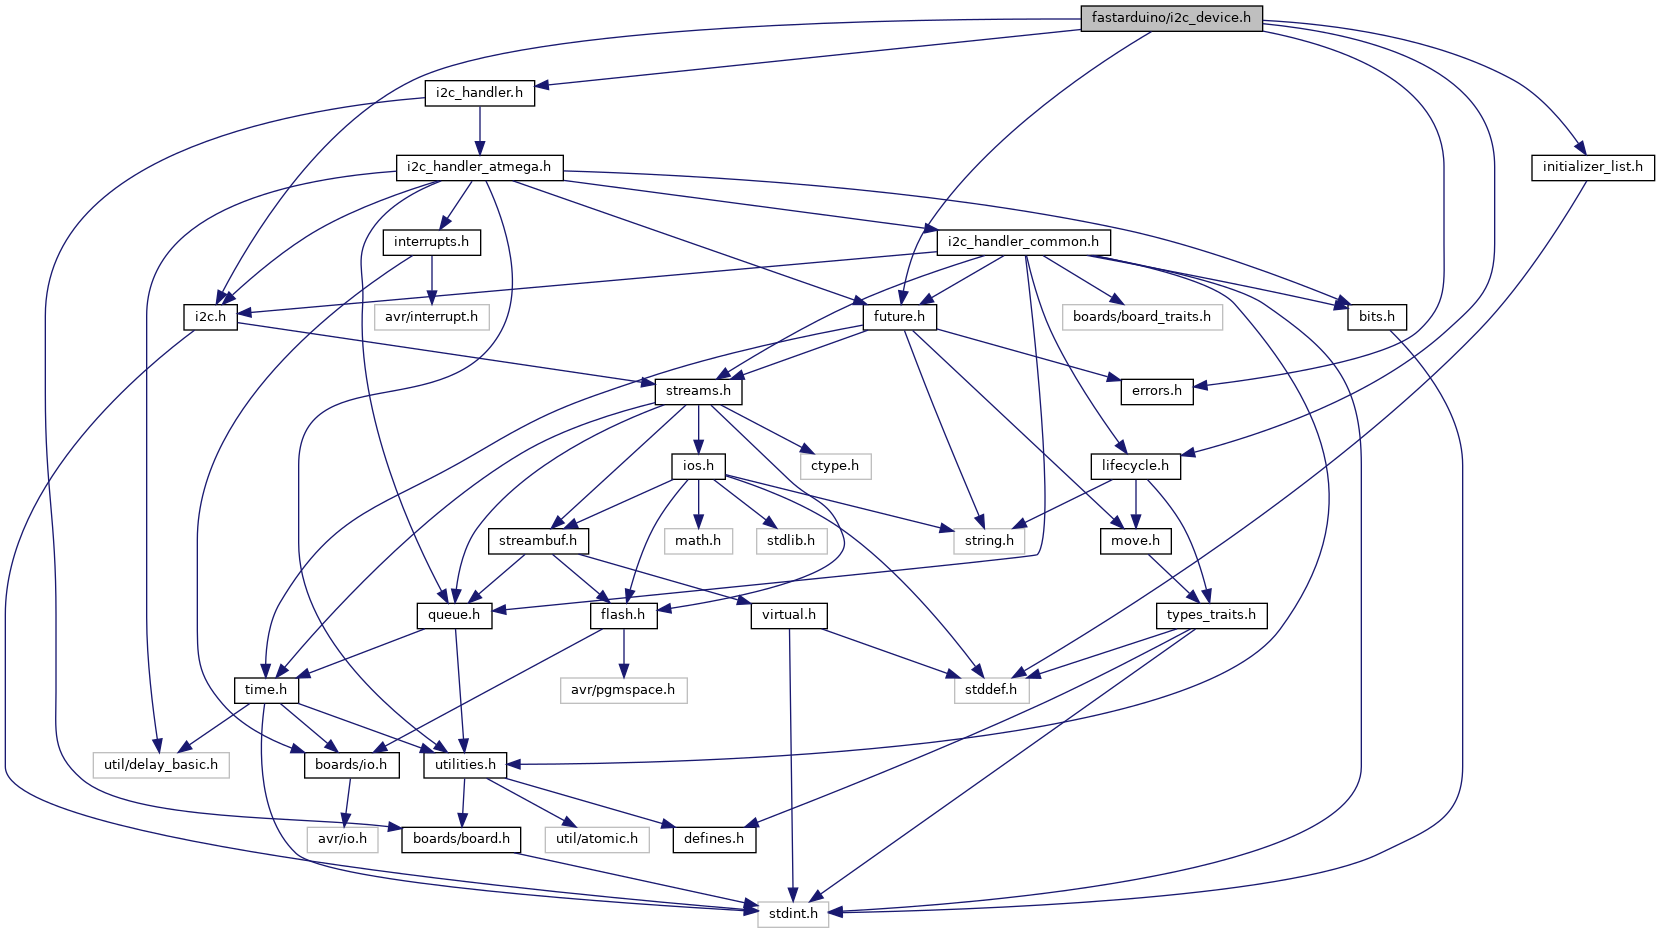 fastarduino/i2c_device.h
i2c_handler.h
i2c_handler_atmega.h
initializer_list.h
interrupts.h
i2c_handler_common.h
i2c.h
avr/interrupt.h
future.h
boards/board_traits.h
bits.h
streams.h
errors.h
ios.h
ctype.h
lifecycle.h
streambuf.h
math.h
stdlib.h
string.h
move.h
queue.h
flash.h
virtual.h
types_traits.h
time.h
avr/pgmspace.h
stddef.h
util/delay_basic.h
boards/io.h
utilities.h
avr/io.h
boards/board.h
util/atomic.h
defines.h
stdint.h